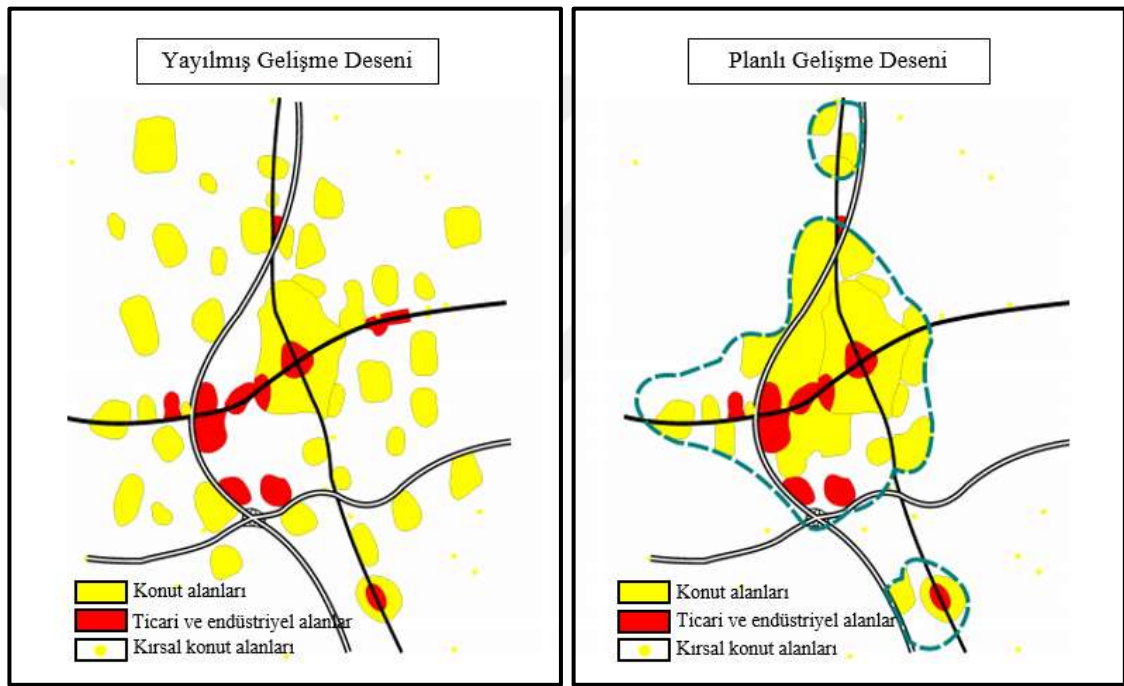 Yayılmış Gelişme Deseni
Konut alanları
Ticari ve endüstriyel alanlar
Kırsal konut alanları
Planlı Gelişme Deseni
Konut alanları
Ticari ve endüstriyel alanlar
Kırsal konut alanları